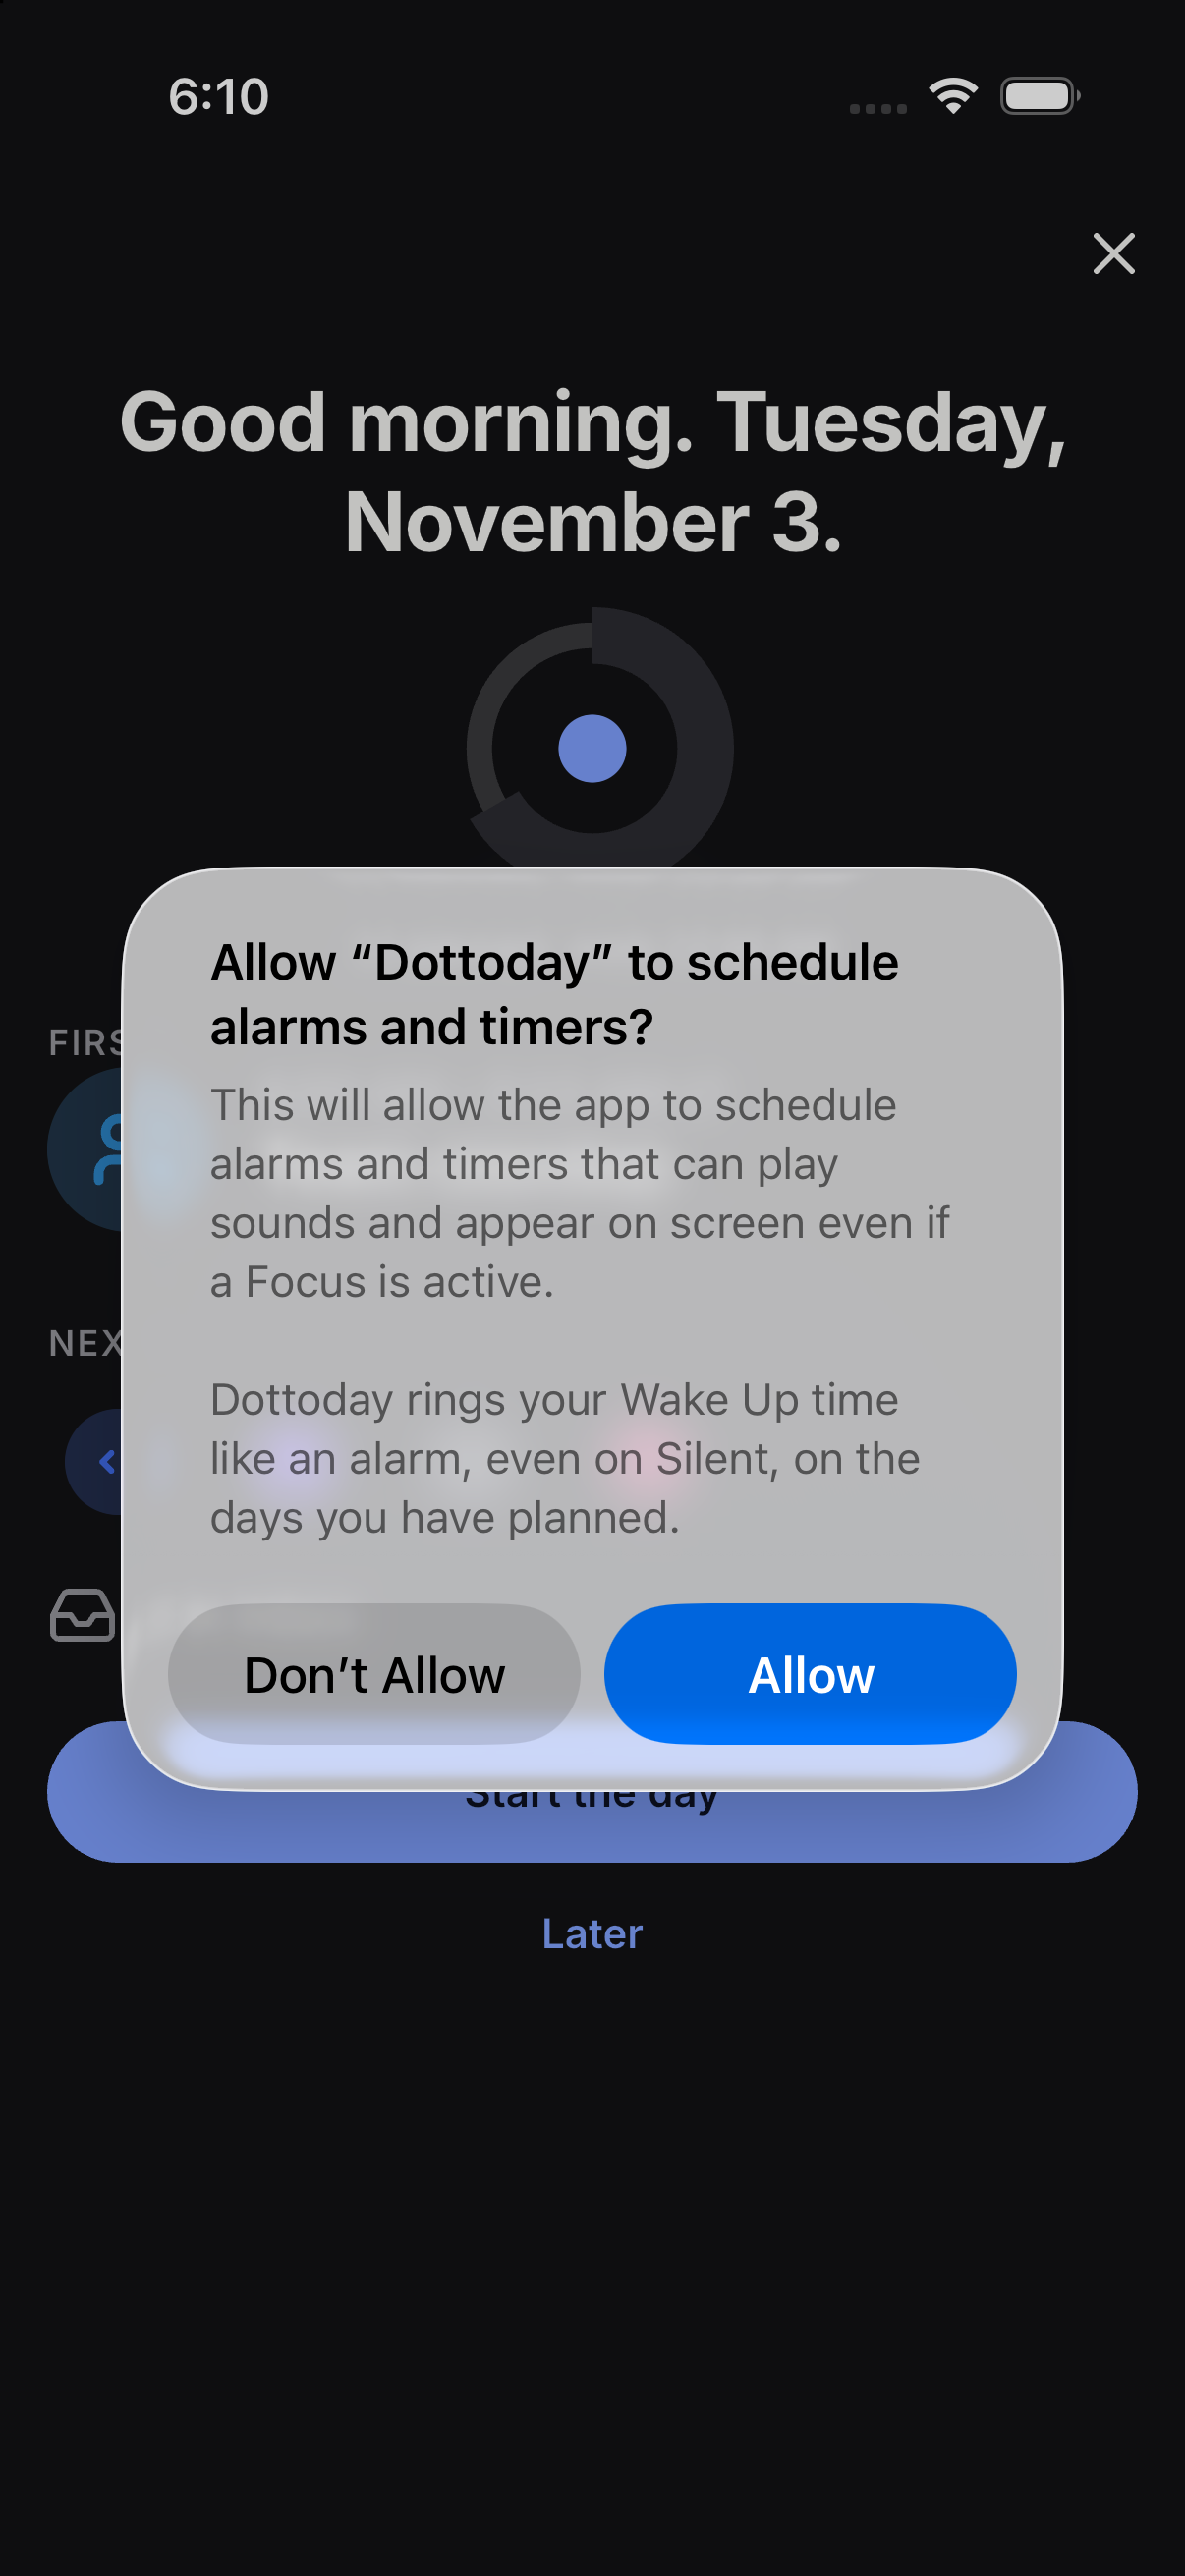 6:10
Good morning. Tuesday,
November 3.
Allow “Dottoday” to schedule
alarms and timers?
This will allow the app to schedule
alarms and timers that can play
sounds and appear on screen even if
a Focus is active.
Dottoday rings your Wake Up time
like an alarm, even on Silent, on the
days you have planned.
Don’t Allow
Allow
Start the day
Later